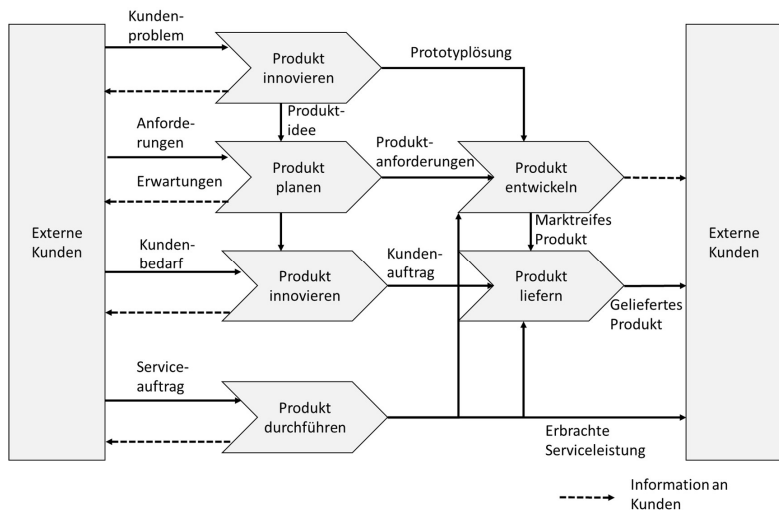 Kunden-
problem
Produkt
innovieren
Prototyplösung
Produkt-
idee
Anforde-
rungen
Erwartungen
Produkt
planen
Produkt-
anforderungen
Produkt
entwickeln
Externe
Kunden
Externe
Kunden
Kunden-
bedarf
Produkt
innovieren
Kunden-
auftrag
Marktreifes
Produkt
Produkt
liefern
Geliefertes
Produkt
Service-
auftrag
Produkt
durchführen
Erbrachte
Serviceleistung
Information an
Kunden